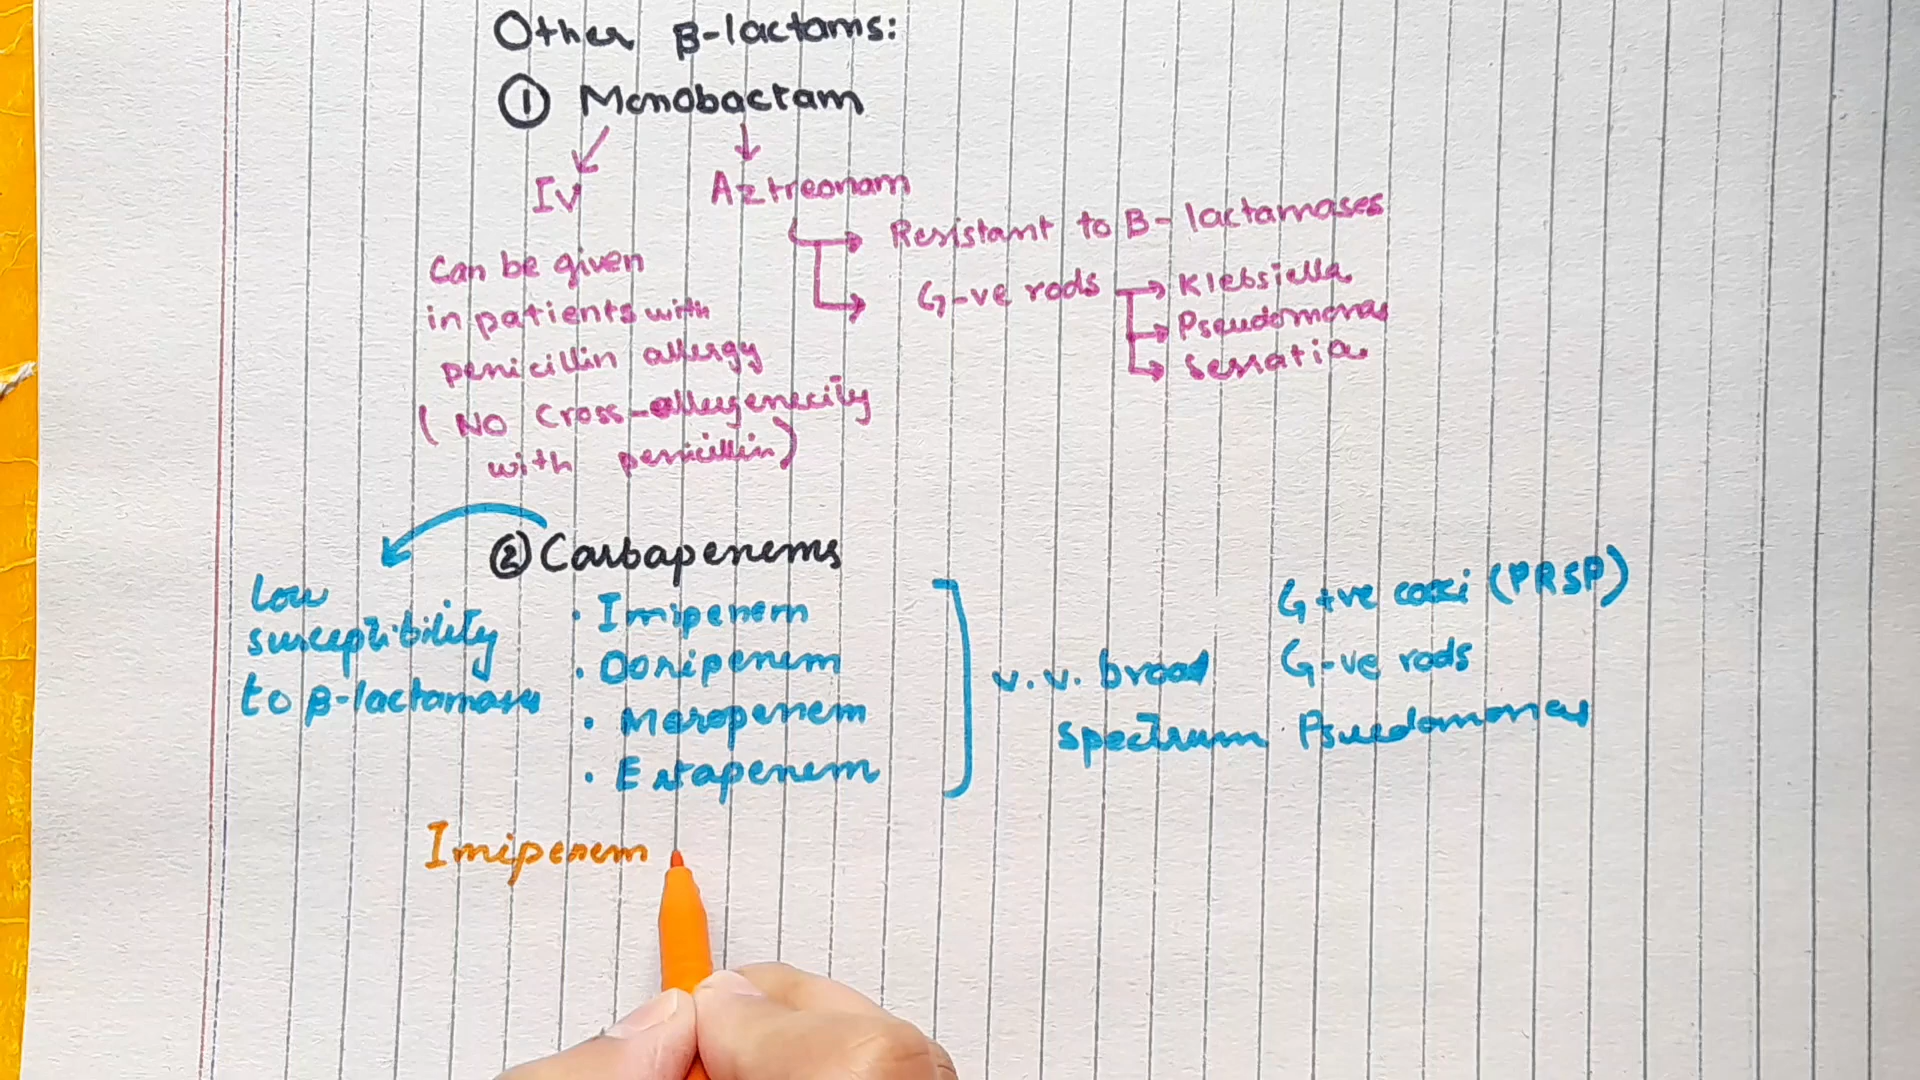 Other β-lactams:
① Monobactam
IV
Aztreonam
Can be given
in patients with
penicillin allergy
(NO Cross-allergenecity
with penicillin)
Resistant to B-lactamases
G-ve rods
Klebsiella
Pseudomonas
Serratia
② Carbapenems
Low
susceptibility
to β-lactamases
· Imipenem
· Doripenem
· Meropenem
· Ertapenem
v.v. broad
spectrum
G+ve cocci (PRSP)
G-ve rods
Psuedomonas
Imipenem